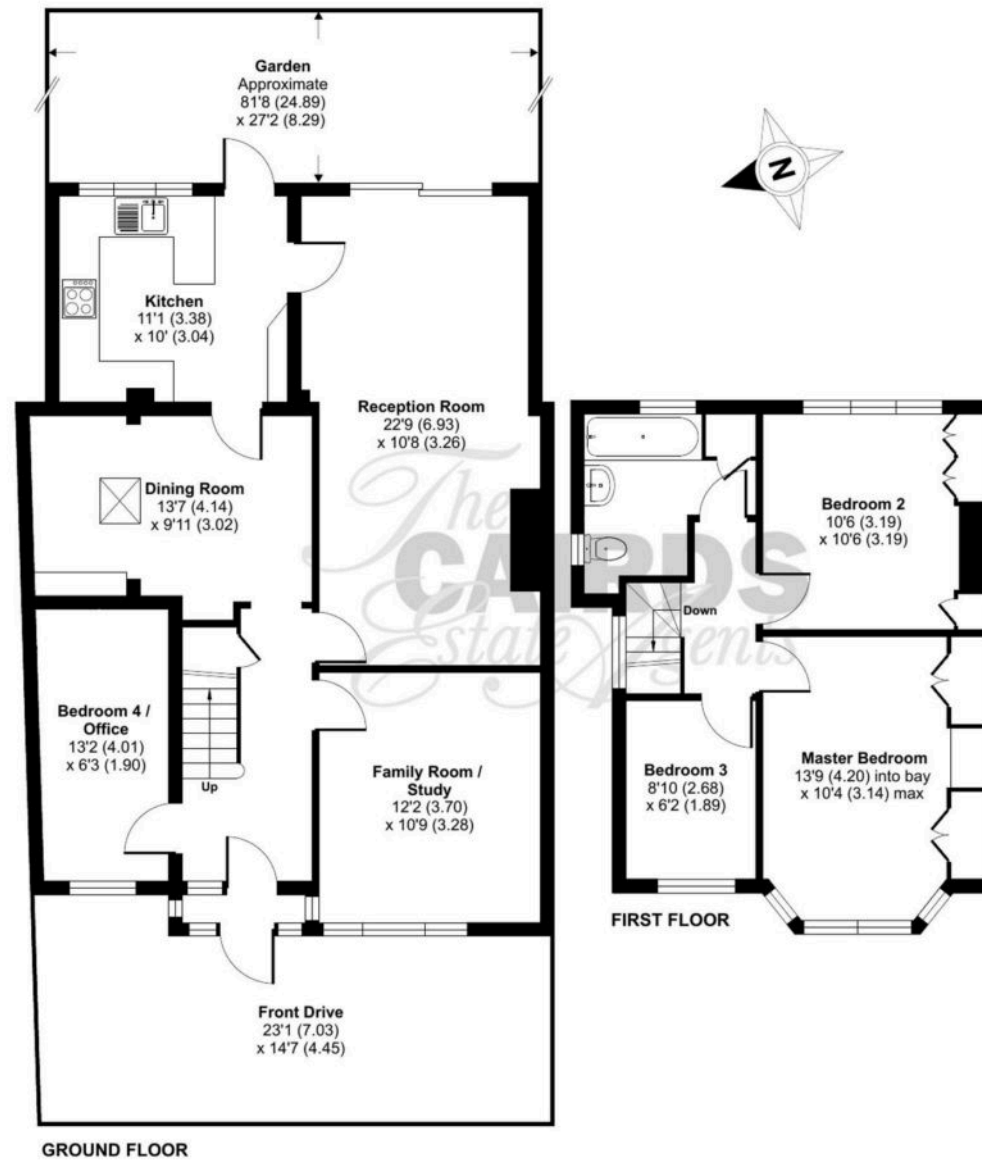 Garden
Approximate
81'8 (24.89)
x 27'2 (8.29)
N
Kitchen
11'1 (3.38)
x 10' (3.04)
Reception Room
22'9 (6.93)
x 10'8 (3.26)
Dining Room
13'7 (4.14)
x 9'11 (3.02)
Bedroom 4 /
Office
13'2 (4.01)
x 6'3 (1.90)
Up
Family Room /
Study
12'2 (3.70)
x 10'9 (3.28)
Front Drive
23'1 (7.03)
x 14'7 (4.45)
GROUND FLOOR
Bedroom 2
10'6 (3.19)
x 10'6 (3.19)
Down
Bedroom 3
8'10 (2.68)
x 6'2 (1.89)
Master Bedroom
13'9 (4.20) into bay
x 10'4 (3.14) max
FIRST FLOOR
The
CAIRDS
Estate Agents